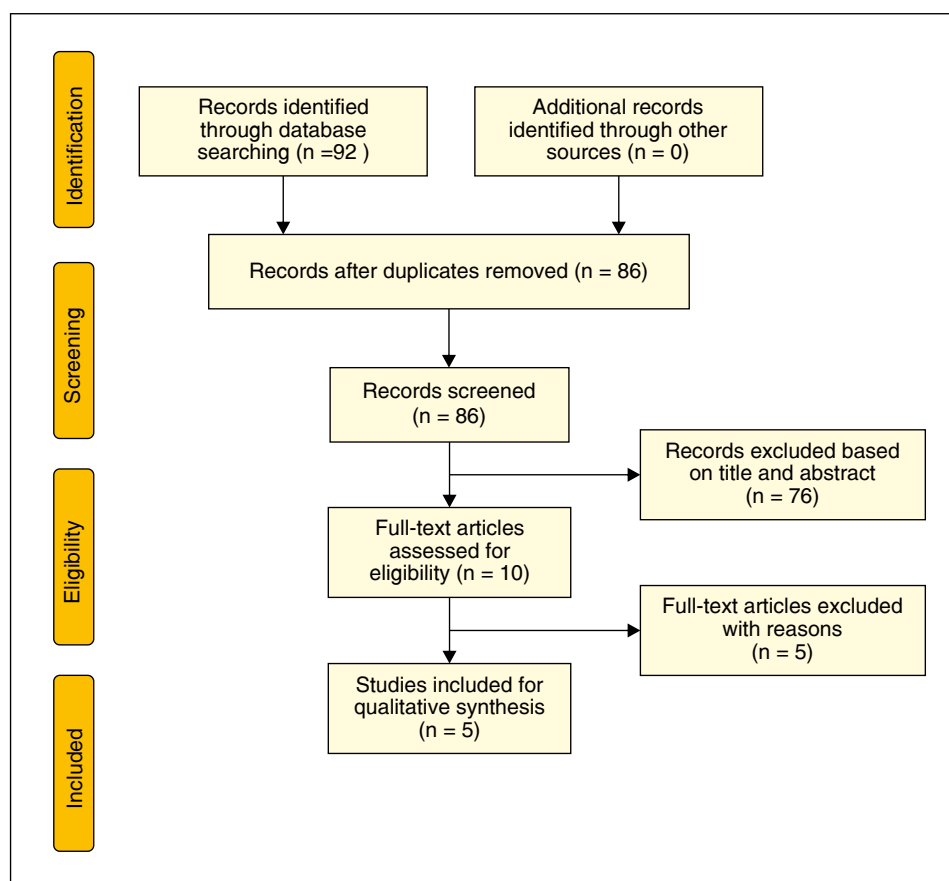 Identification
Records identified
through database
searching (n =92 )
Additional records
identified through other
sources (n = 0)
Records after duplicates removed (n = 86)
Screening
Records screened
(n = 86)
Records excluded based
on title and abstract
(n = 76)
Eligibility
Full-text articles
assessed for
eligibility (n = 10)
Full-text articles excluded
with reasons
(n = 5)
Included
Studies included for
qualitative synthesis
(n = 5)